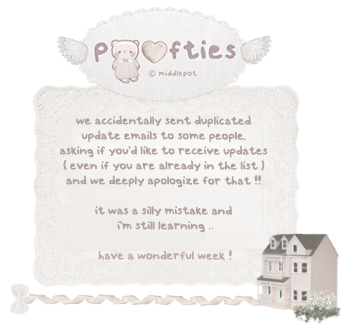 poofties
© middlepot
we accidentally sent duplicated
update emails to some people,
asking if you'd like to receive updates
( even if you are already in the list )
and we deeply apologize for that !!
it was a silly mistake and
i'm still learning ..
have a wonderful week !